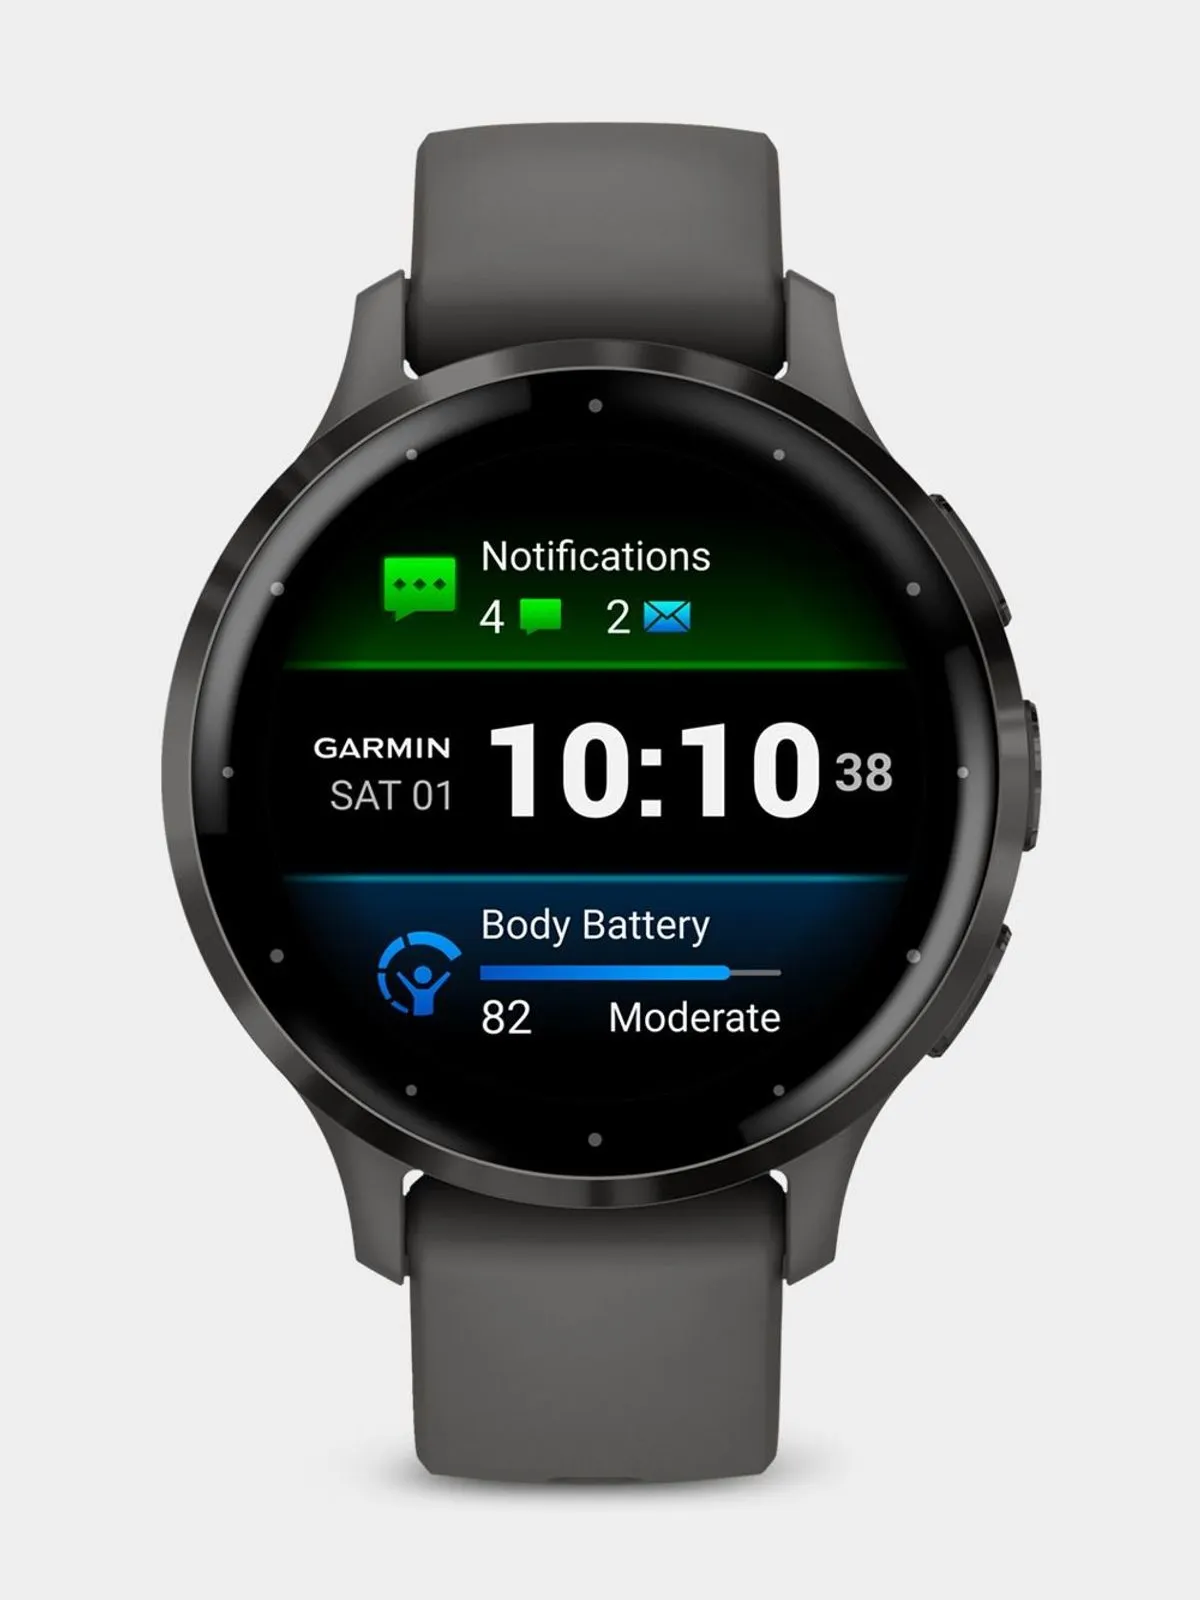 Notifications
4 2
GARMIN
SAT 01
10:10 38
Body Battery
82 Moderate